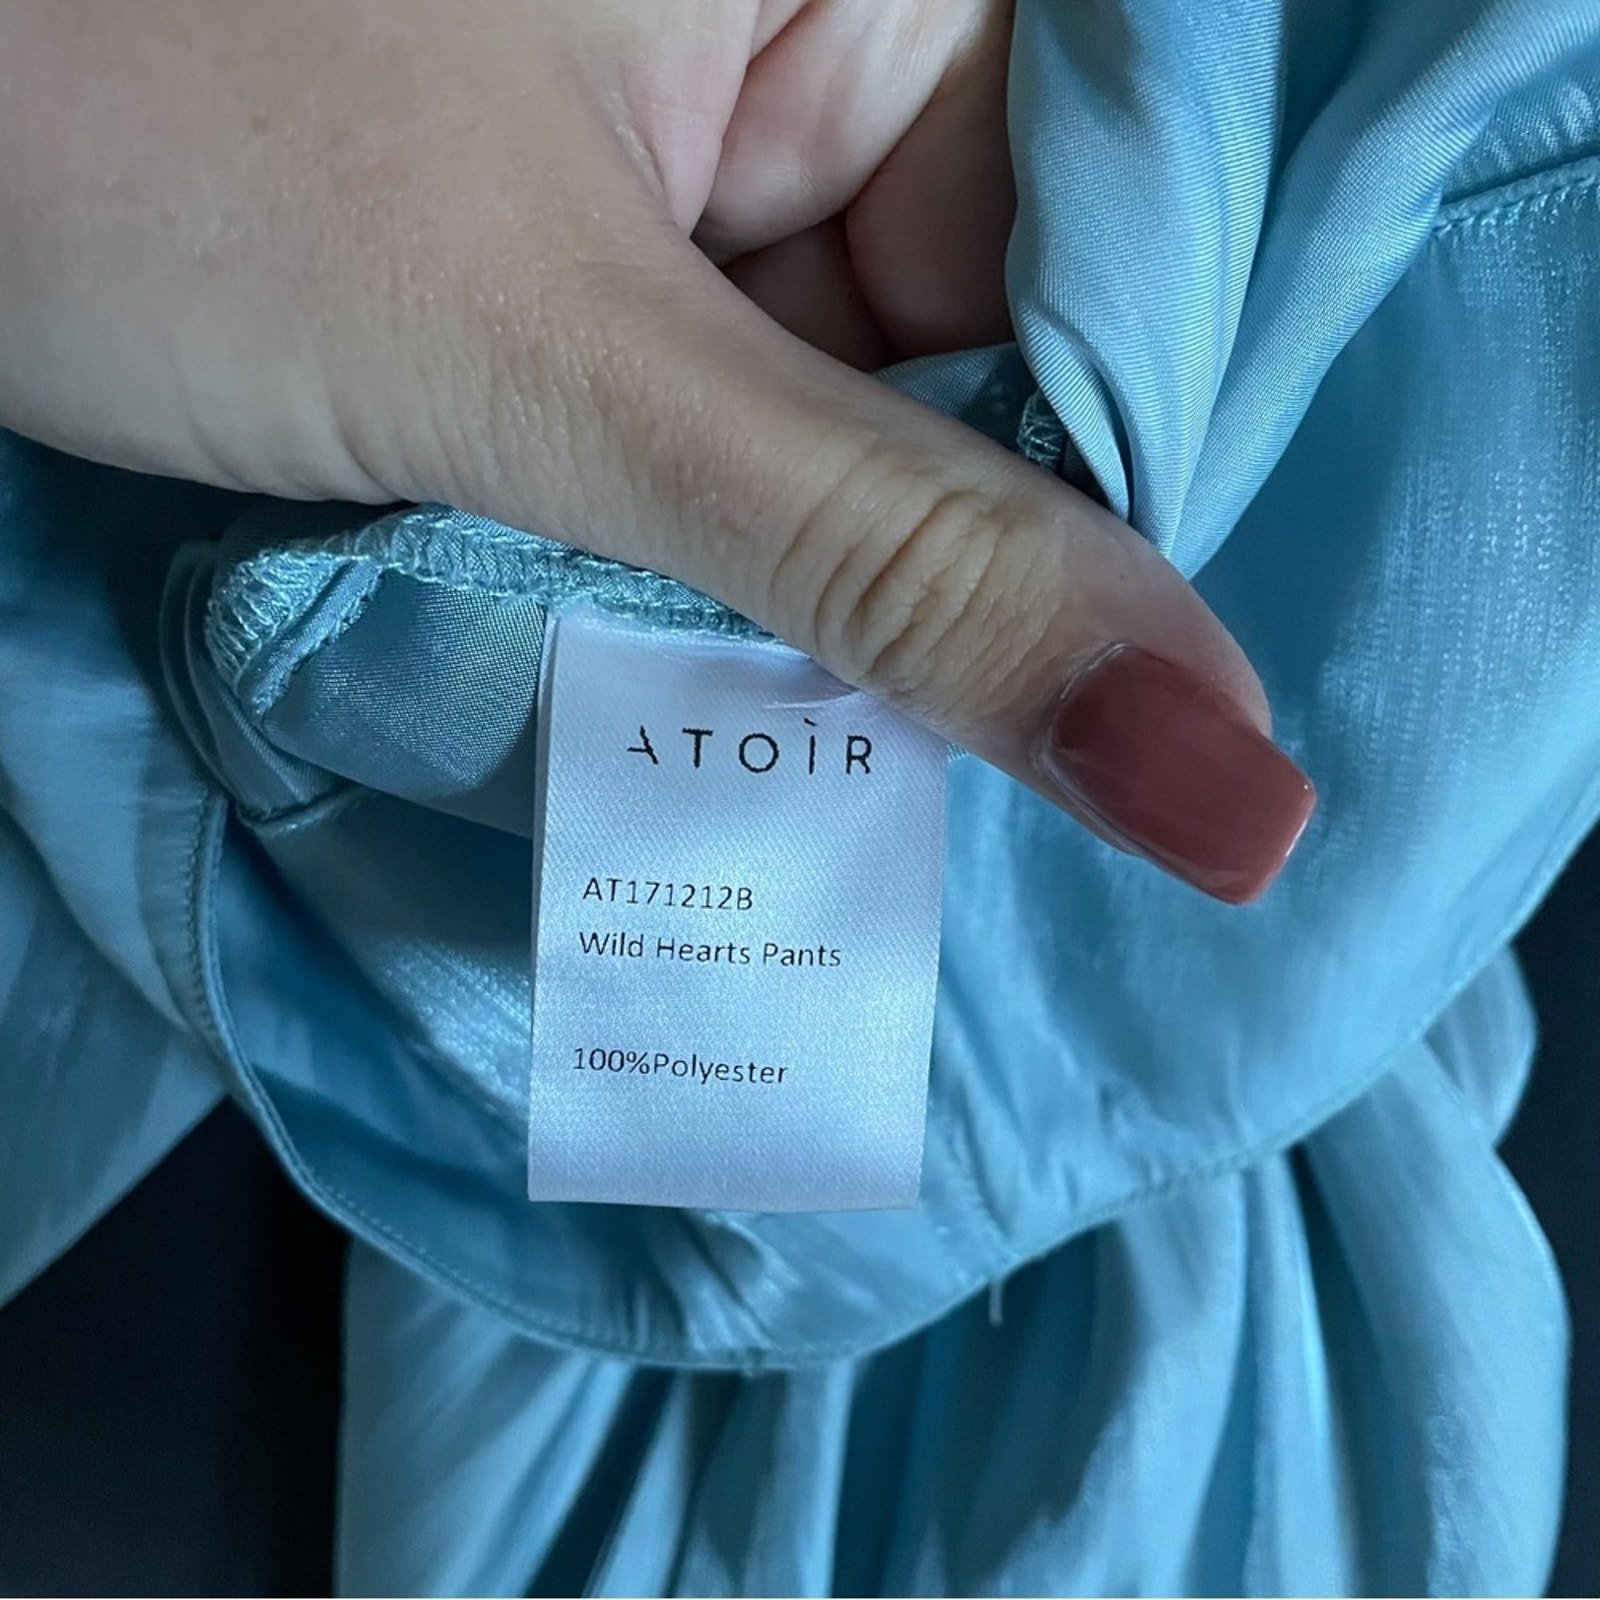 ATOÌR
AT171212B
Wild Hearts Pants
100%Polyester